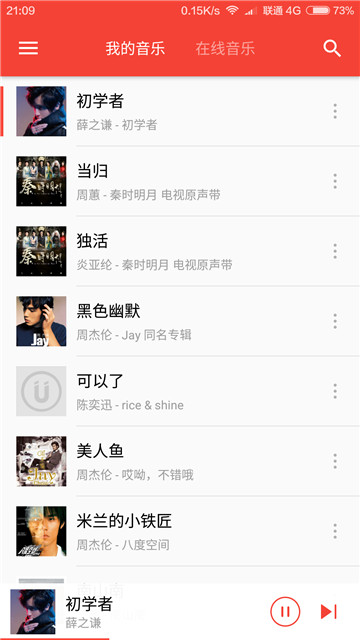 21:09 0.15K/s 联通 4G 73%
我的音乐 在线音乐
初学者
薛之谦 - 初学者
当归
周蕙 - 秦时明月 电视原声带
独活
炎亚纶 - 秦时明月 电视原声带
黑色幽默
周杰伦 - Jay 同名专辑
Jay
可以了
陈奕迅 - rice & shine
美人鱼
周杰伦 - 哎呦，不错哦
Jay
米兰的小铁匠
周杰伦 - 八度空间
初学者
薛之谦